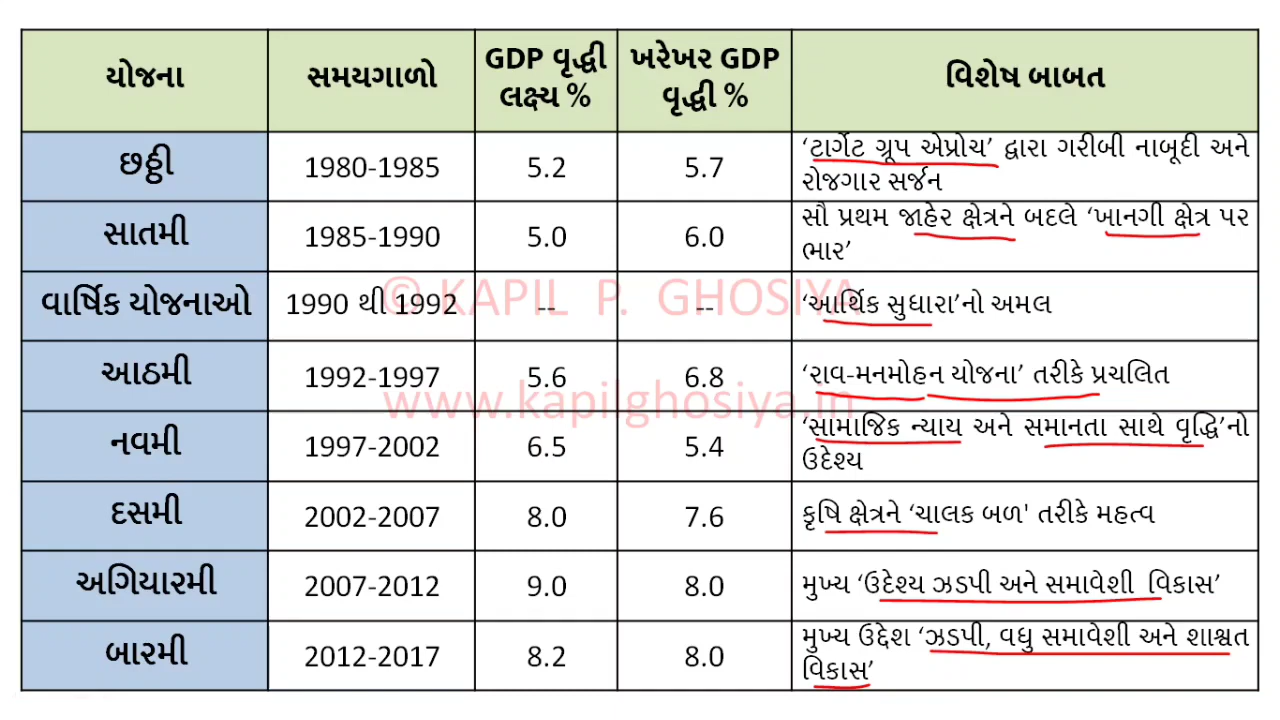 યોજના સમયગાળો GDP વૃદ્ધી લક્ષ્ય % ખરેખર GDP વૃદ્ધી % વિશેષ બાબત
છઠ્ઠી 1980-1985 5.2 5.7 ‘ટાર્ગેટ ગ્રૂપ એપ્રોચ’ દ્વારા ગરીબી નાબૂદી અને
રોજગાર સર્જન
સાતમી 1985-1990 5.0 6.0 સૌ પ્રથમ જાહેર ક્ષેત્રને બદલે ‘ખાનગી ક્ષેત્ર પર
ભાર’
વાર્ષિક યોજનાઓ 1990 થી 1992 -- -- ‘આર્થિક સુધારા’નો અમલ
© KAPIL P. GHOSIYA
આઠમી 1992-1997 5.6 6.8 ‘રાવ-મનમોહન યોજના’ તરીકે પ્રચલિત
www.kapilghosiya.in
નવમી 1997-2002 6.5 5.4 ‘સામાજિક ન્યાય અને સમાનતા સાથે વૃદ્ધિ’નો
ઉદેશ્ય
દસમી 2002-2007 8.0 7.6 કૃષિ ક્ષેત્રને ‘ચાલક બળ' તરીકે મહત્વ
અગિયારમી 2007-2012 9.0 8.0 મુખ્ય ‘ઉદેશ્ય ઝડપી અને સમાવેશી વિકાસ’
બારમી 2012-2017 8.2 8.0 મુખ્ય ઉદ્દેશ ‘ઝડપી, વધુ સમાવેશી અને શાશ્વત
વિકાસ’